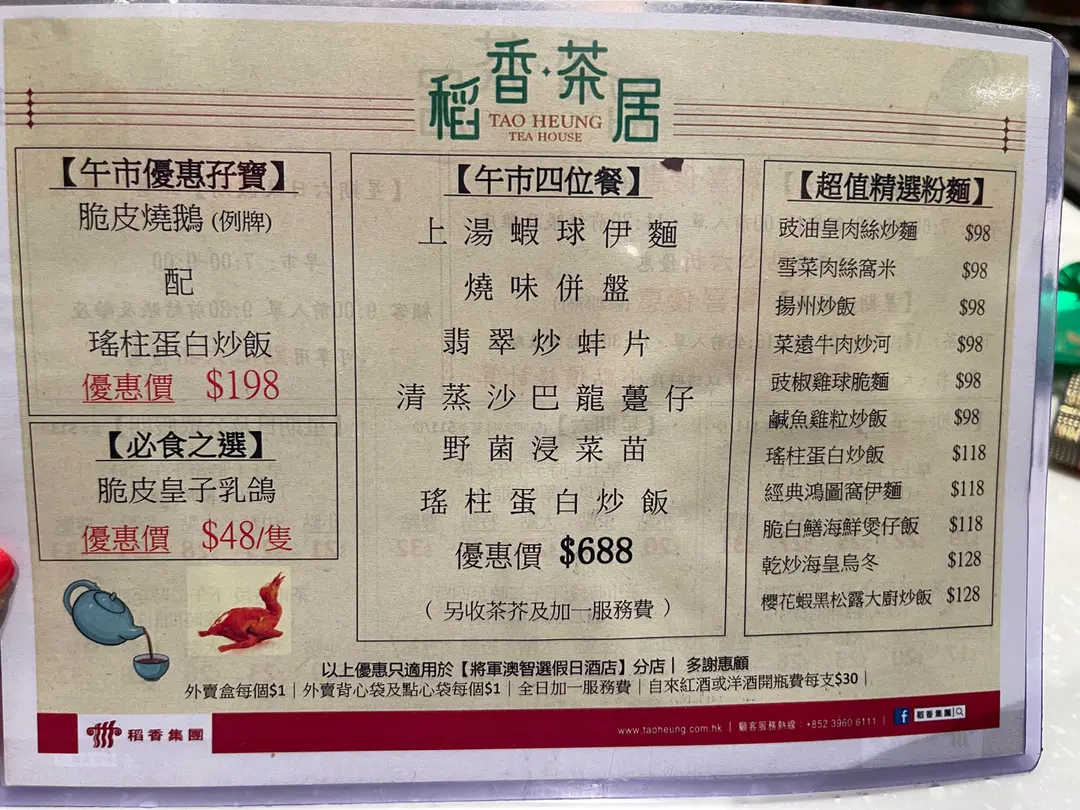 稻香·茶居
TAO HEUNG
TEA HOUSE
【午市優惠孖寶】
脆皮燒鵝 (例牌)
配
瑤柱蛋白炒飯
優惠價 $198
【必食之選】
脆皮皇子乳鴿
優惠價 $48/隻
【午市四位餐】
上湯蝦球伊麵
燒味併盤
翡翠炒蚌片
清蒸沙巴龍躉仔
野菌浸菜苗
瑤柱蛋白炒飯
優惠價 $688
( 另收茶芥及加一服務費 )
【超值精選粉麵】
豉油皇肉絲炒麵 $98
雪菜肉絲窩米 $98
揚州炒飯 $98
菜遠牛肉炒河 $98
豉椒雞球脆麵 $98
鹹魚雞粒炒飯 $98
瑤柱蛋白炒飯 $118
經典鴻圖窩伊麵 $118
脆白鱔海鮮煲仔飯 $118
乾炒海皇烏冬 $128
櫻花蝦黑松露大廚炒飯 $128
以上優惠只適用於【將軍澳智選假日酒店】分店｜ 多謝惠顧
外賣盒每個$1｜外賣背心袋及點心袋每個$1｜全日加一服務費｜自來紅酒或洋酒開瓶費每支$30｜
稻香集團
www.taoheung.com.hk | 顧客服務熱線：+852 3960 6111 | f 稻香集團